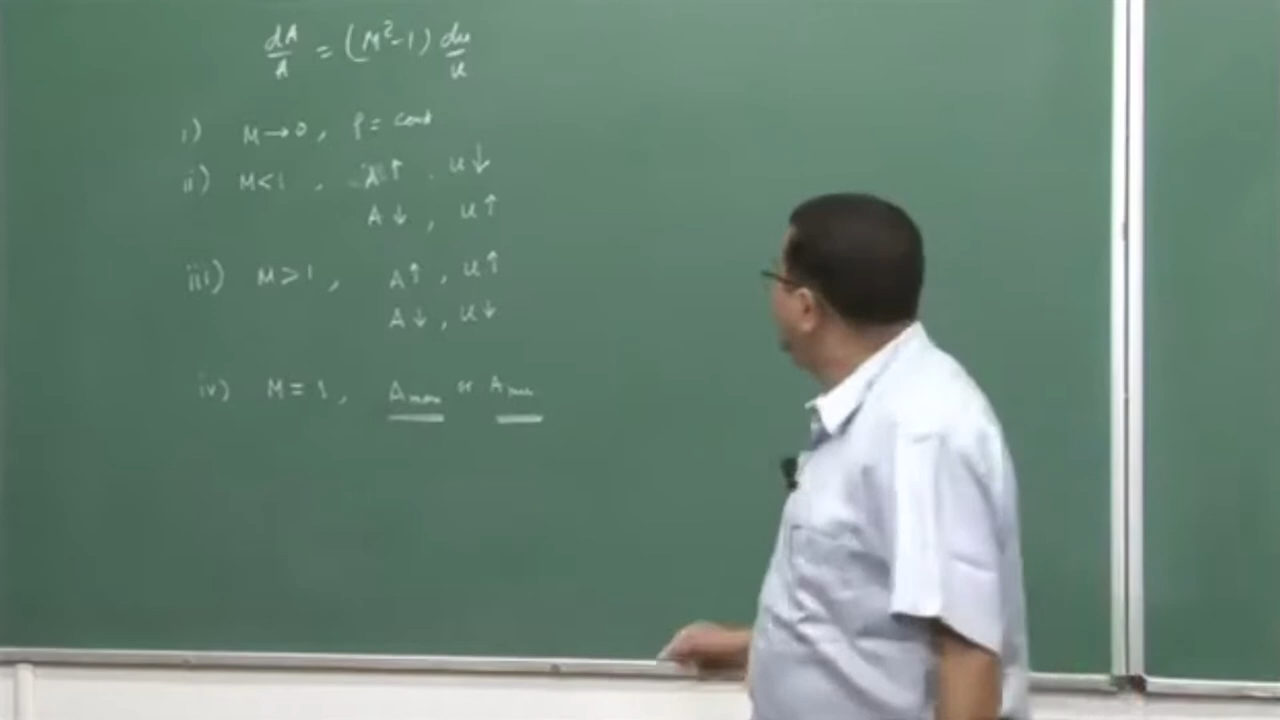 dA/A = (M²-1) du/u
i) M→0, ρ = const
ii) M<1, A↑, u↓
A↓, u↑
iii) M>1, A↑, u↑
A↓, u↓
iv) M=1, Amax or Amin